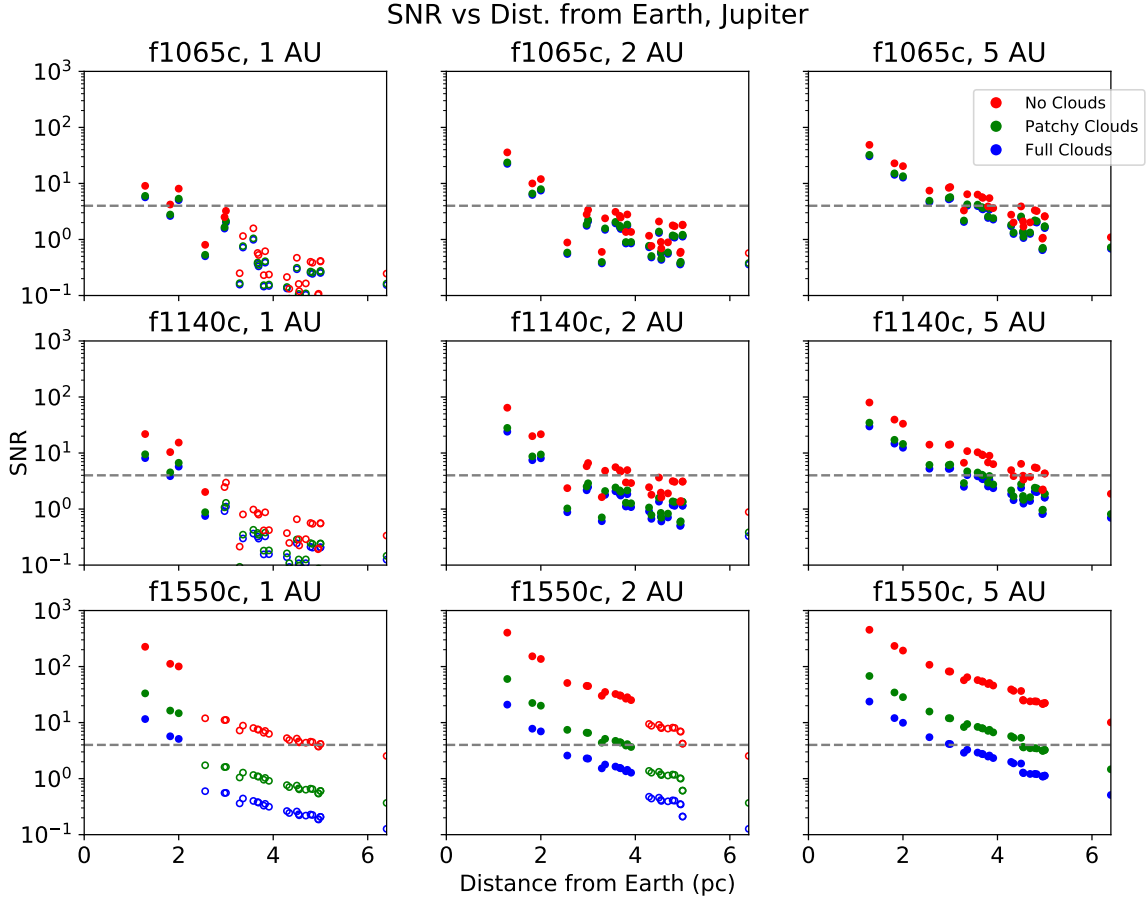 SNR vs Dist. from Earth, Jupiter
f1065c, 1 AU
f1065c, 2 AU
f1065c, 5 AU
10³
10²
10¹
10⁰
10⁻¹
No Clouds
Patchy Clouds
Full Clouds
f1140c, 1 AU
f1140c, 2 AU
f1140c, 5 AU
SNR
10³
10²
10¹
10⁰
10⁻¹
f1550c, 1 AU
f1550c, 2 AU
f1550c, 5 AU
10³
10²
10¹
10⁰
10⁻¹
0 2 4 6
0 2 4 6
0 2 4 6
Distance from Earth (pc)